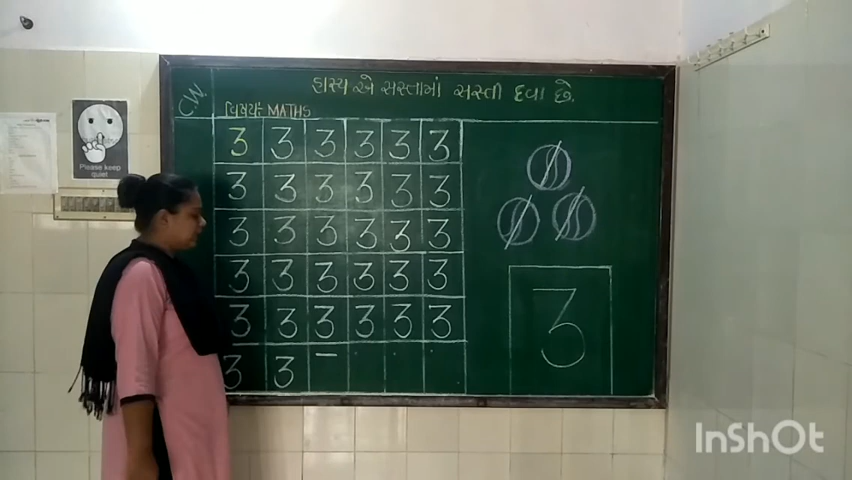 હાસ્ય એ સસ્તામાં સસ્તી દવા છે.
C.W.
વિષય: MATHS
3 3 3 3 3 3
3 3 3 3 3 3
3 3 3 3 3 3
3 3 3 3 3 3
3 3 3 3 3 3
3 3
3
Please keep
quiet
InShOt